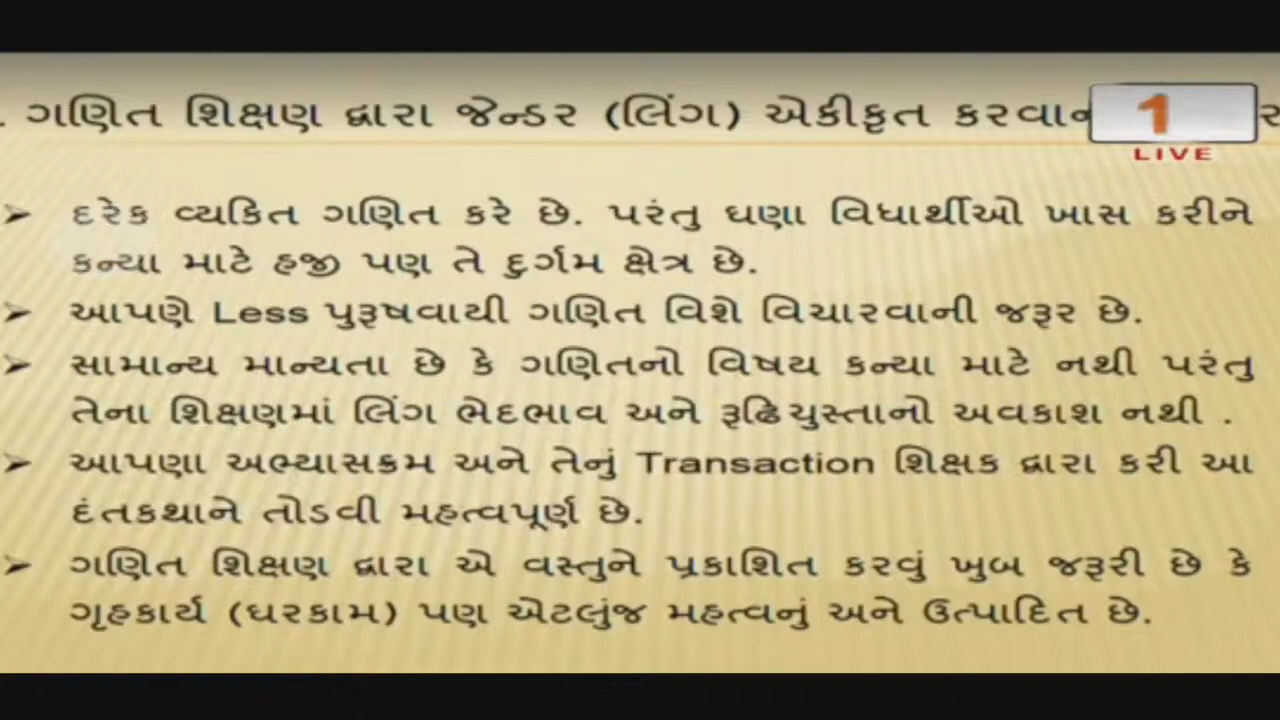 . ગણિત શિક્ષણ દ્વારા જેન્ડર (લિંગ) એકીકૃત
1
LIVE
➢ દરેક વ્યકિત ગણિત કરે છે. પરંતુ ઘણા વિધાર્થીઓ ખાસ કરીને
કન્યા માટે હજી પણ તે દુર્ગમ ક્ષેત્ર છે.
➢ આપણે Less પુરૂષવાચી ગણિત વિશે વિચારવાની જરૂર છે.
➢ સામાન્ય માન્યતા છે કે ગણિતનો વિષય કન્યા માટે નથી પરંતુ
તેના શિક્ષણમાં લિંગ ભેદભાવ અને રૂઢિચુસ્તાનો અવકાશ નથી .
➢ આપણા અભ્યાસક્રમ અને તેનું Transaction શિક્ષક દ્વારા કરી આ
દંતકથાને તોડવી મહત્વપૂર્ણ છે.
➢ ગણિત શિક્ષણ દ્વારા એ વસ્તુને પ્રકાશિત કરવું ખુબ જરૂરી છે કે
ગૃહકાર્ય (ઘરકામ) પણ એટલુંજ મહત્વનું અને ઉત્પાદિત છે.